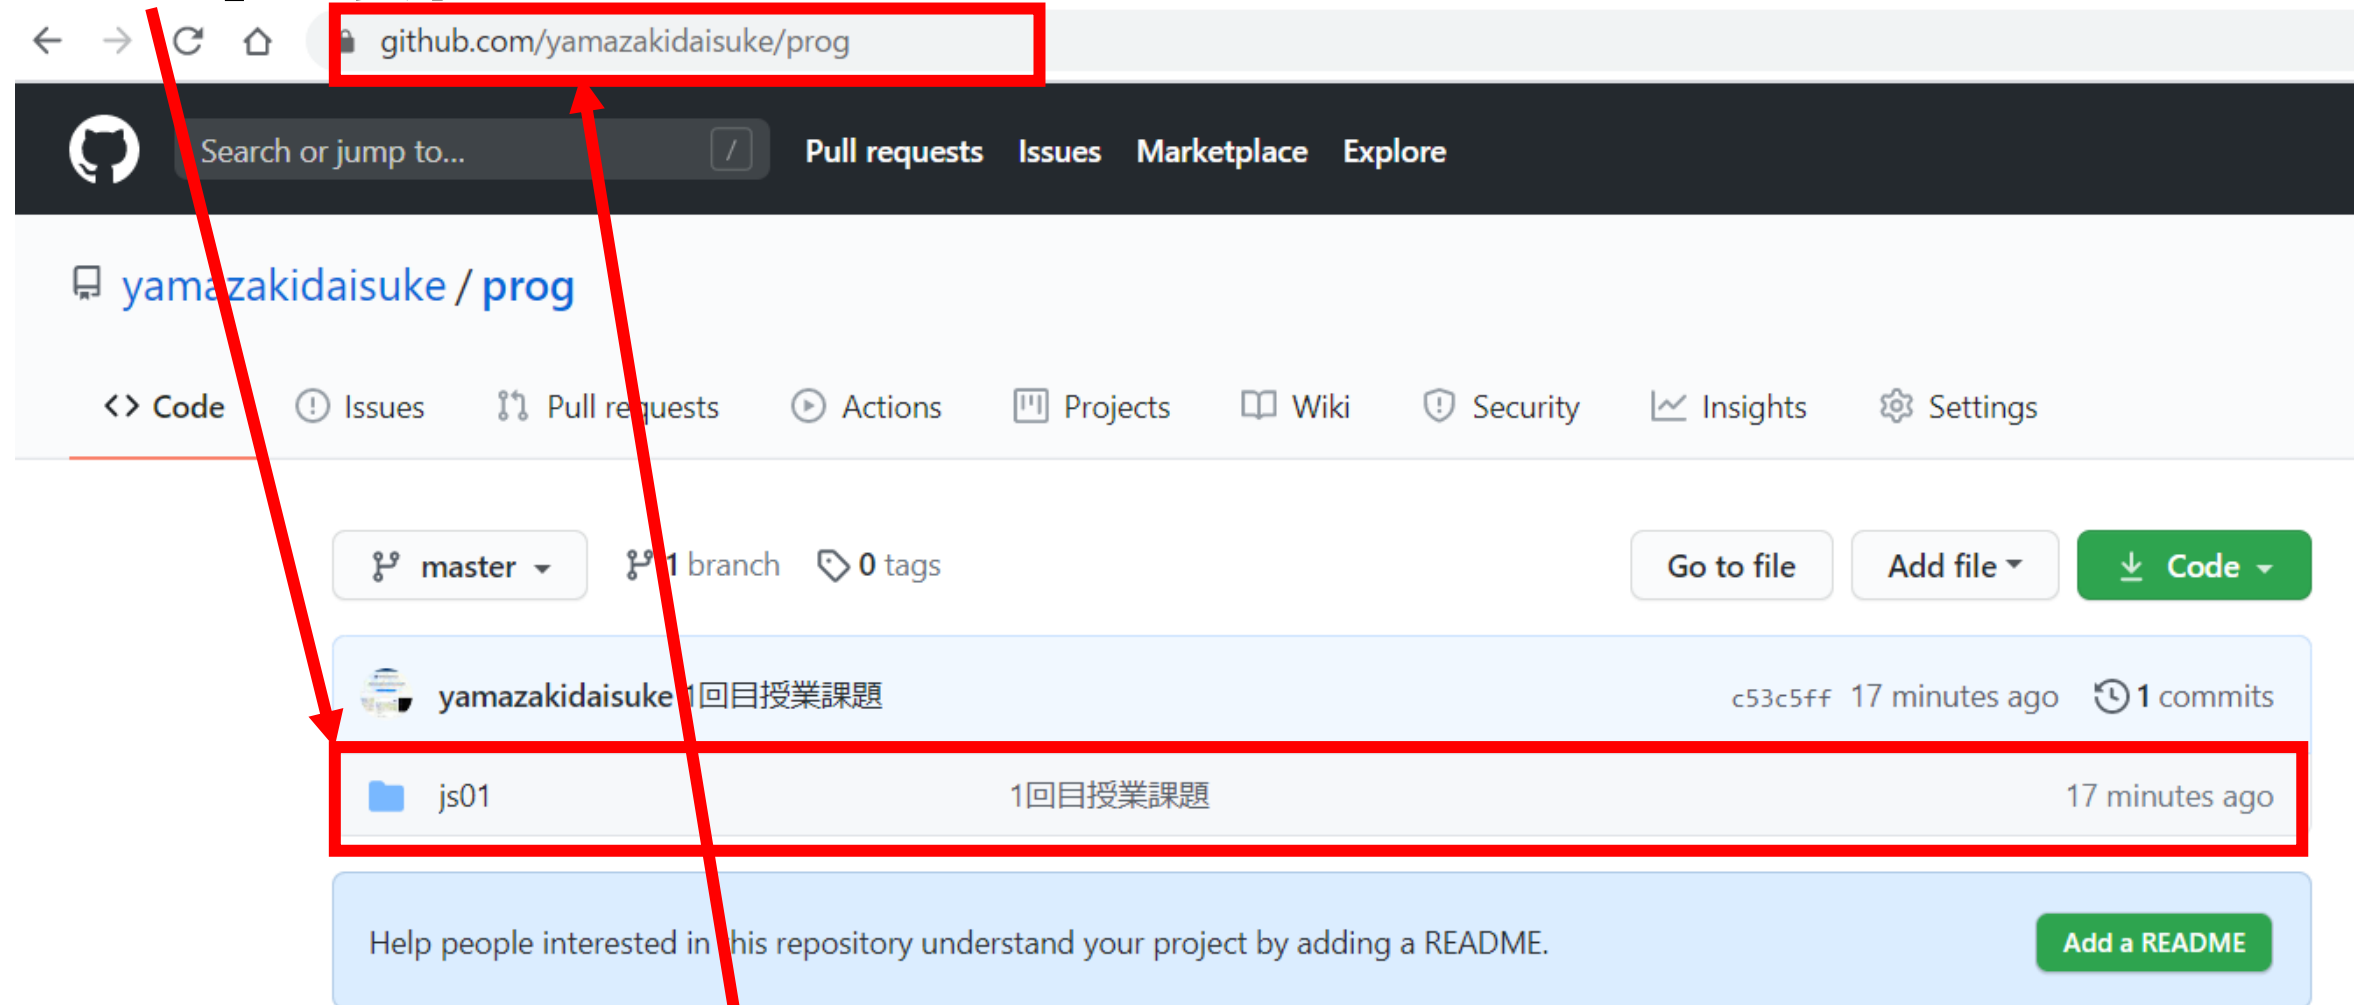 github.com/yamazakidaisuke/prog
Search or jump to... /
Pull requests Issues Marketplace Explore
yamazakidaisuke / prog
<> Code Issues Pull requests Actions Projects Wiki Security Insights Settings
master 1 branch 0 tags Go to file Add file Code
yamazakidaisuke 1回目授業課題 c53c5ff 17 minutes ago 1 commits
js01 1回目授業課題 17 minutes ago
Help people interested in this repository understand your project by adding a README. Add a README